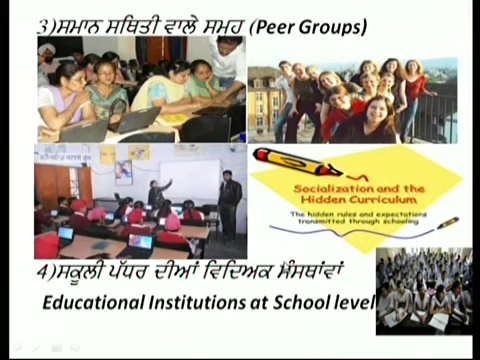 3)ਸਮਾਨ ਸਥਿਤੀ ਵਾਲੇ ਸਮੂਹ (Peer Groups)
Socialization and the
Hidden Curriculum
The hidden rules and expectations
transmitted through schooling
4)ਸਕੂਲੀ ਪੱਧਰ ਦੀਆਂ ਵਿਦਿਅਕ ਸੰਸਥਾਂਵਾਂ
Educational Institutions at School level